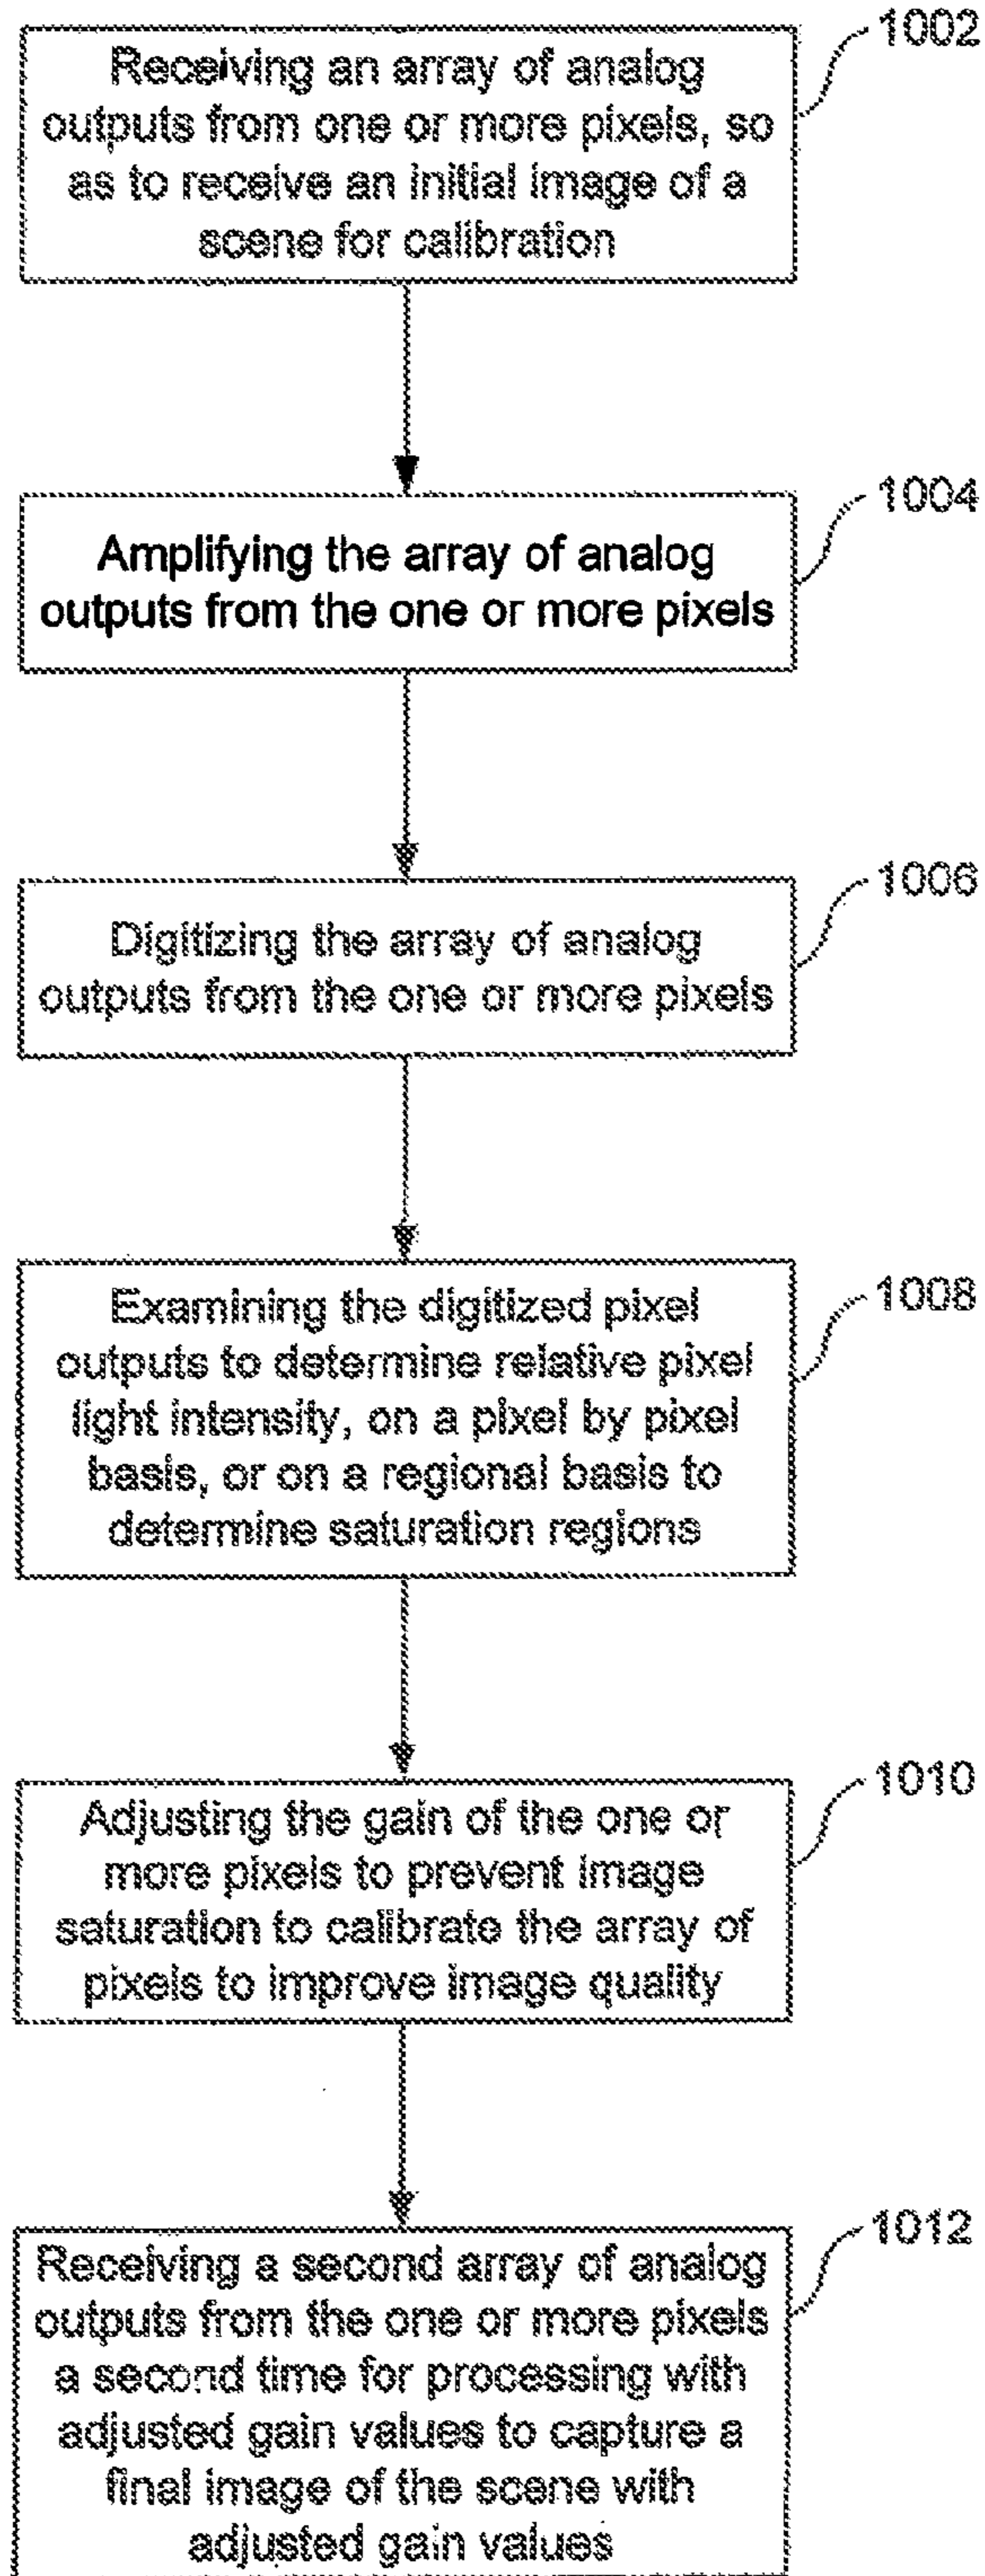 1002
Receiving an array of analog
outputs from one or more pixels, so
as to receive an initial image of a
scene for calibration
1004
Amplifying the array of analog
outputs from the one or more pixels
1006
Digitizing the array of analog
outputs from the one or more pixels
1008
Examining the digitized pixel
outputs to determine relative pixel
light intensity, on a pixel by pixel
basis, or on a regional basis to
determine saturation regions
1010
Adjusting the gain of the one or
more pixels to prevent image
saturation to calibrate the array of
pixels to improve image quality
1012
Receiving a second array of analog
outputs from the one or more pixels
a second time for processing with
adjusted gain values to capture a
final image of the scene with
adjusted gain values